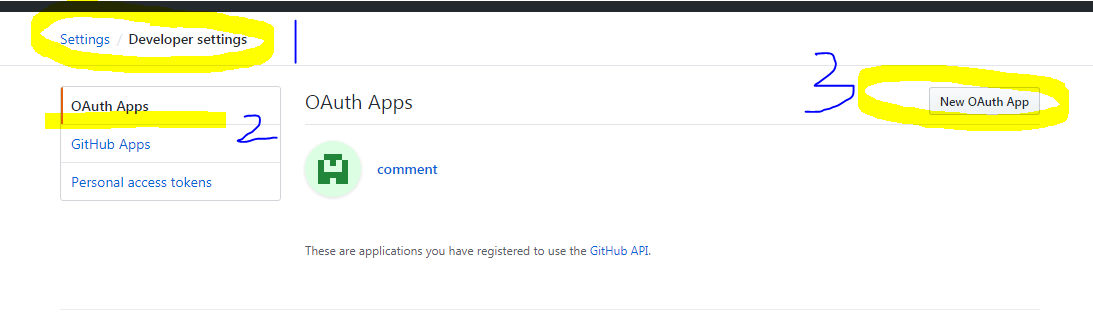 Settings / Developer settings
1
OAuth Apps
2
GitHub Apps
Personal access tokens
OAuth Apps
3
New OAuth App
comment
These are applications you have registered to use the GitHub API.